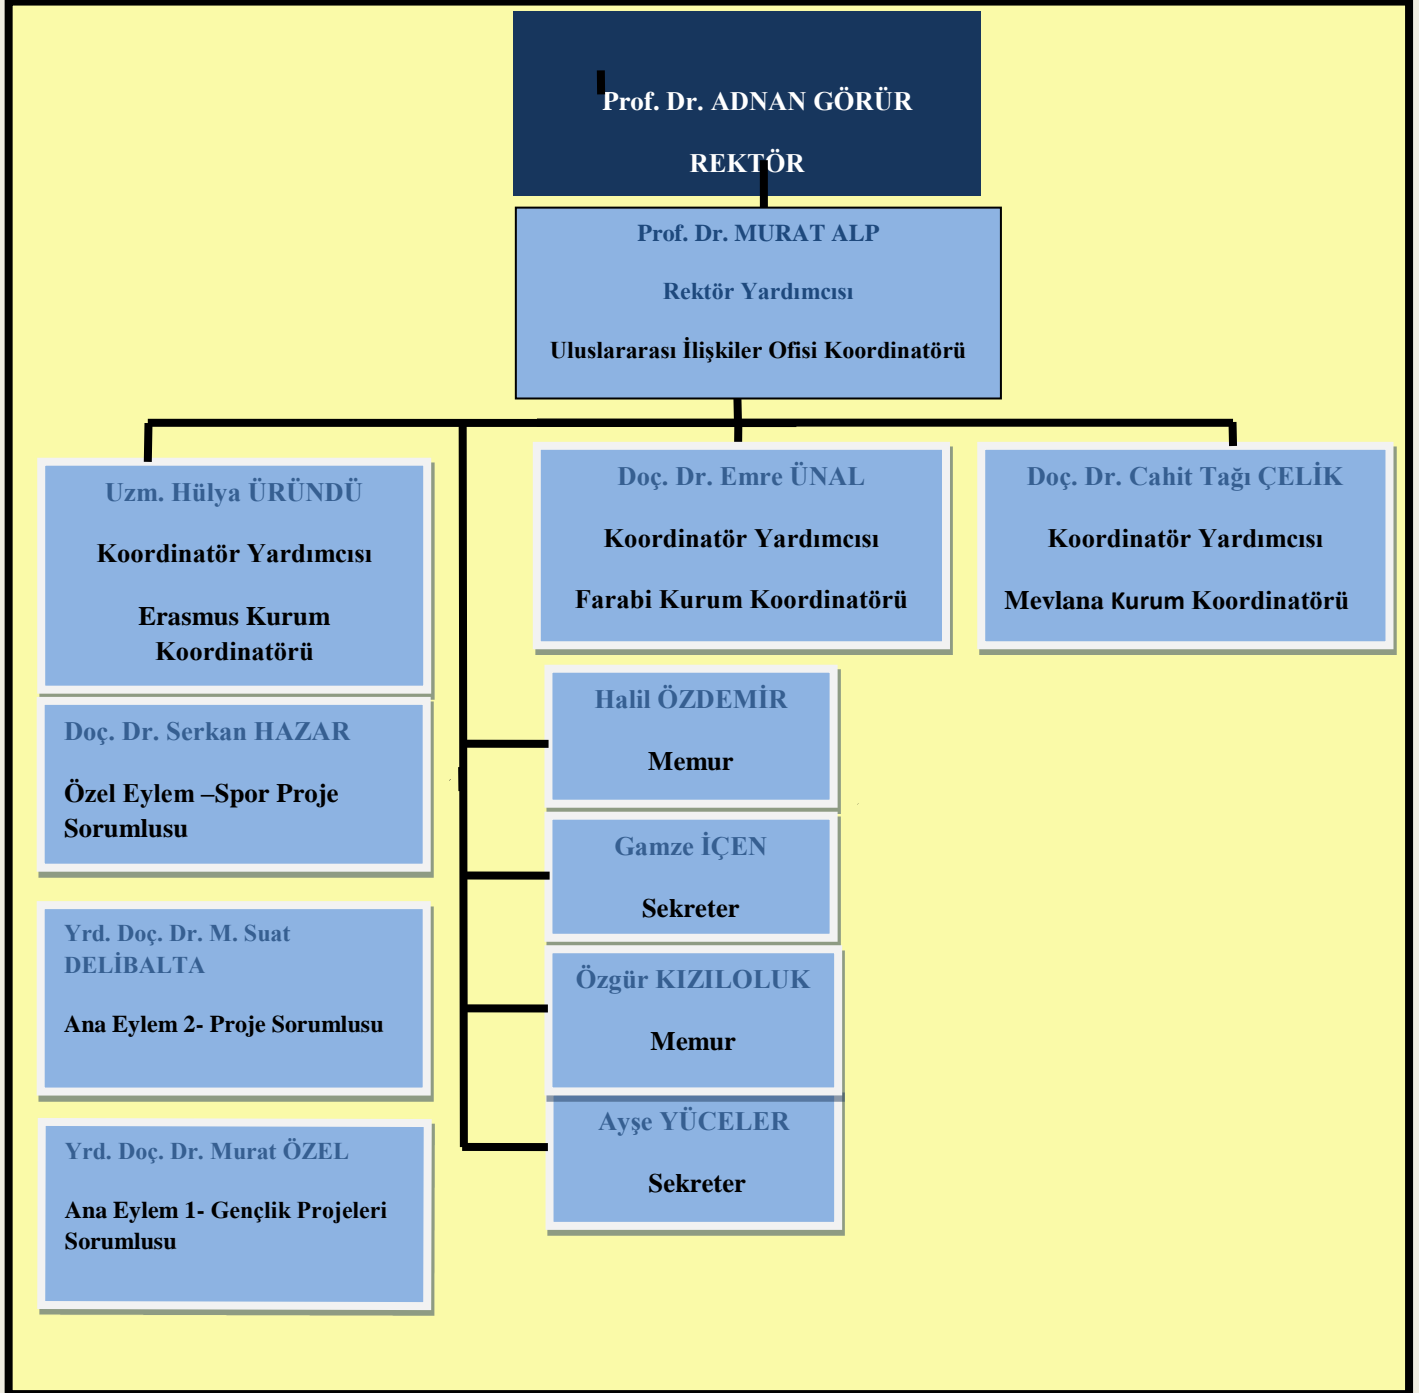 Prof. Dr. ADNAN GÖRÜR
REKTÖR
Prof. Dr. MURAT ALP
Rektör Yardımcısı
Uluslararası İlişkiler Ofisi Koordinatörü
Uzm. Hülya ÜRÜNDÜ
Koordinatör Yardımcısı
Erasmus Kurum
Koordinatörü
Doç. Dr. Emre ÜNAL
Koordinatör Yardımcısı
Farabi Kurum Koordinatörü
Doç. Dr. Cahit Tağı ÇELİK
Koordinatör Yardımcısı
Mevlana Kurum Koordinatörü
Doç. Dr. Serkan HAZAR
Özel Eylem –Spor Proje
Sorumlusu
Yrd. Doç. Dr. M. Suat
DELİBALTA
Ana Eylem 2- Proje Sorumlusu
Yrd. Doç. Dr. Murat ÖZEL
Ana Eylem 1- Gençlik Projeleri
Sorumlusu
Halil ÖZDEMİR
Memur
Gamze İÇEN
Sekreter
Özgür KIZILOLUK
Memur
Ayşe YÜCELER
Sekreter